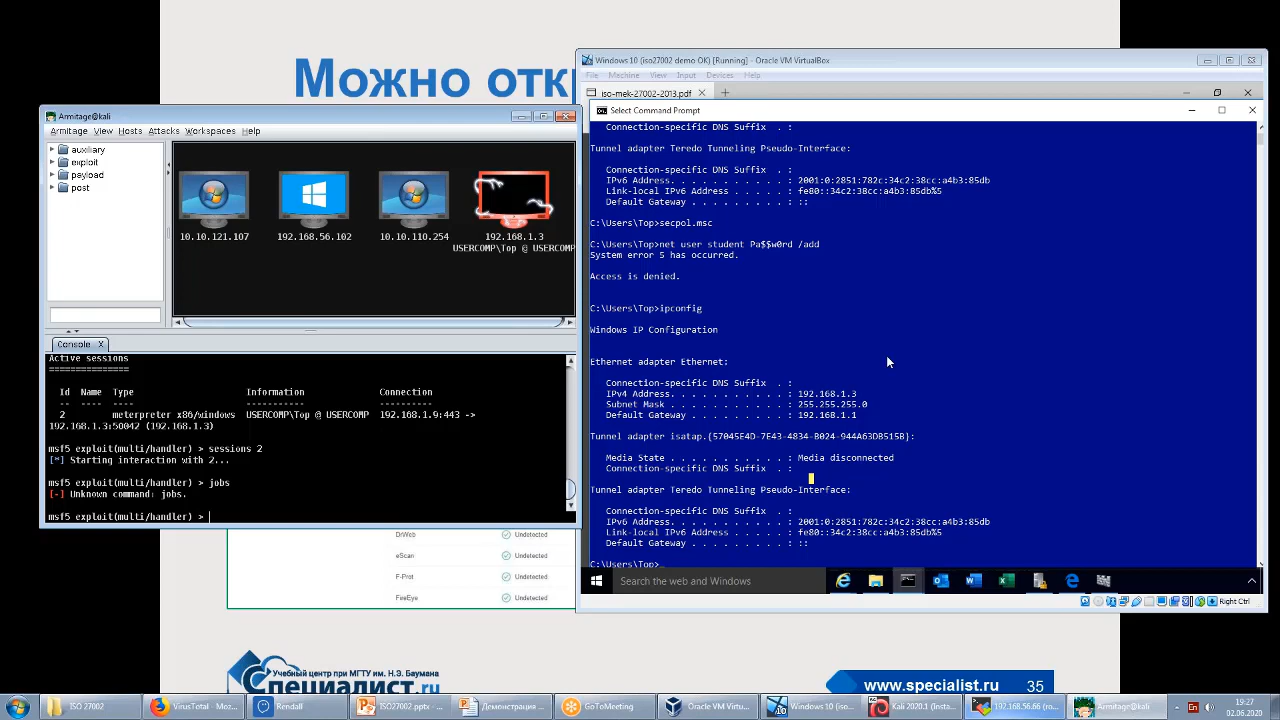 Можно отк
Armitage@kali
Armitage View Hosts Attacks Workspaces Help
auxiliary
exploit
payload
post
10.10.121.107
192.168.56.102
10.10.110.254
192.168.1.3
USERCOMP\Top @ USERCOMP
Console X
Active sessions
===============
Id Name Type Information Connection
-- ---- ---- ----------- ----------
2 meterpreter x86/windows USERCOMP\Top @ USERCOMP 192.168.1.9:443 ->
192.168.1.3:50042 (192.168.1.3)
msf5 exploit(multi/handler) > sessions 2
[*] Starting interaction with 2...
msf5 exploit(multi/handler) > jobs
[-] Unknown command: jobs.
msf5 exploit(multi/handler) >
Windows 10 (iso27002 demo OK) [Running] - Oracle VM VirtualBox
File Machine View Input Devices Help
iso-mek-27002-2013.pdf
Select Command Prompt
Connection-specific DNS Suffix . :
Tunnel adapter Teredo Tunneling Pseudo-Interface:
Connection-specific DNS Suffix . :
IPv6 Address. . . . . . . . . . . : 2001:0:2851:782c:34c2:38cc:a4b3:85db
Link-local IPv6 Address . . . . . : fe80::34c2:38cc:a4b3:85db%5
Default Gateway . . . . . . . . . : ::
C:\Users\Top>secpol.msc
C:\Users\Top>net user student Pa$$w0rd /add
System error 5 has occurred.
Access is denied.
C:\Users\Top>ipconfig
Windows IP Configuration
Ethernet adapter Ethernet:
Connection-specific DNS Suffix . :
IPv4 Address. . . . . . . . . . . : 192.168.1.3
Subnet Mask . . . . . . . . . . . : 255.255.255.0
Default Gateway . . . . . . . . . : 192.168.1.1
Tunnel adapter isatap.{57045E4D-7E43-4834-B024-944A63DB515B}:
Media State . . . . . . . . . . . : Media disconnected
Connection-specific DNS Suffix . :
Tunnel adapter Teredo Tunneling Pseudo-Interface:
Connection-specific DNS Suffix . :
IPv6 Address. . . . . . . . . . . : 2001:0:2851:782c:34c2:38cc:a4b3:85db
Link-local IPv6 Address . . . . . : fe80::34c2:38cc:a4b3:85db%5
Default Gateway . . . . . . . . . : ::
C:\Users\Top>_
Search the web and Windows
Right Ctrl
DrWeb Undetected
eScan Undetected
F-Prot Undetected
FireEye Undetected
Учебный центр при МГТУ им. Н.Э. Баумана
Специалист.ru
www.specialist.ru 35
ISO 27002
VirusTotal - Moz...
Rendall
ISO27002.pptx - ...
Демонстрация ...
GoToMeeting
Oracle VM Virtu...
Windows 10 (iso...
Kali 2020.1 (Insta...
192.168.56.66 (ro...
Armitage@kali
En
19:27
02.06.2020